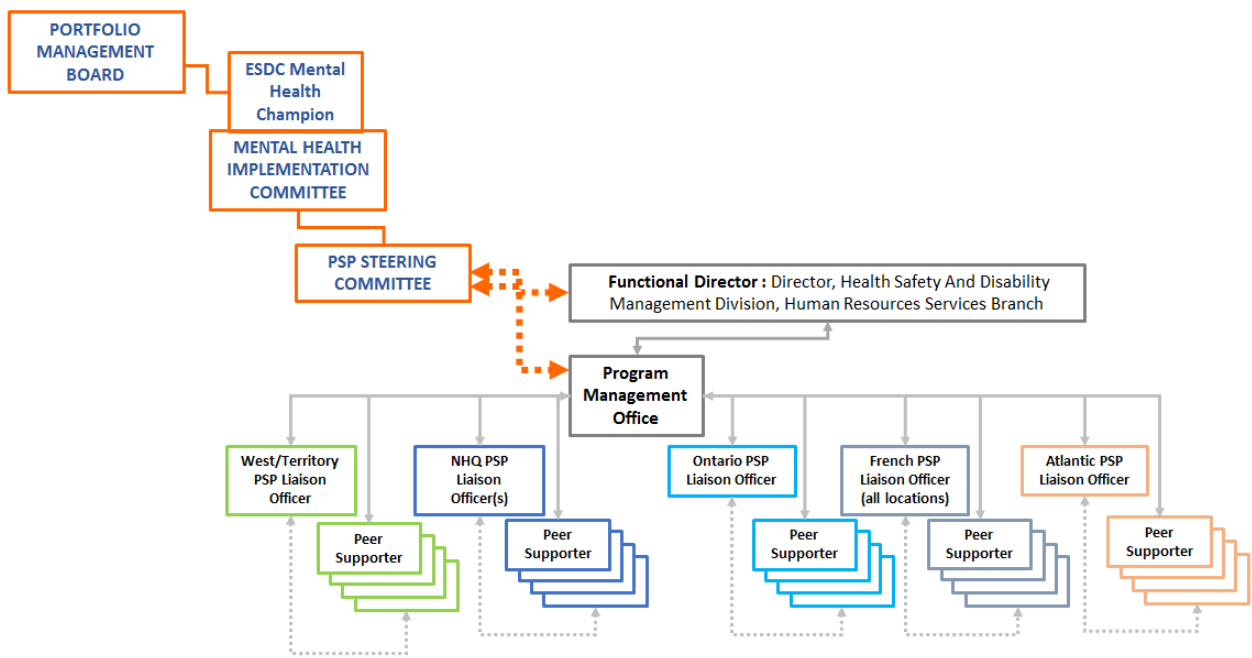 PORTFOLIO
MANAGEMENT
BOARD
ESDC Mental
Health
Champion
MENTAL HEALTH
IMPLEMENTATION
COMMITTEE
PSP STEERING
COMMITTEE
Functional Director : Director, Health Safety And Disability
Management Division, Human Resources Services Branch
Program
Management
Office
West/Territory
PSP Liaison
Officer
NHQ PSP
Liaison
Officer(s)
Ontario PSP
Liaison Officer
French PSP
Liaison Officer
(all locations)
Atlantic PSP
Liaison Officer
Peer
Supporter
Peer
Supporter
Peer
Supporter
Peer
Supporter
Peer
Supporter